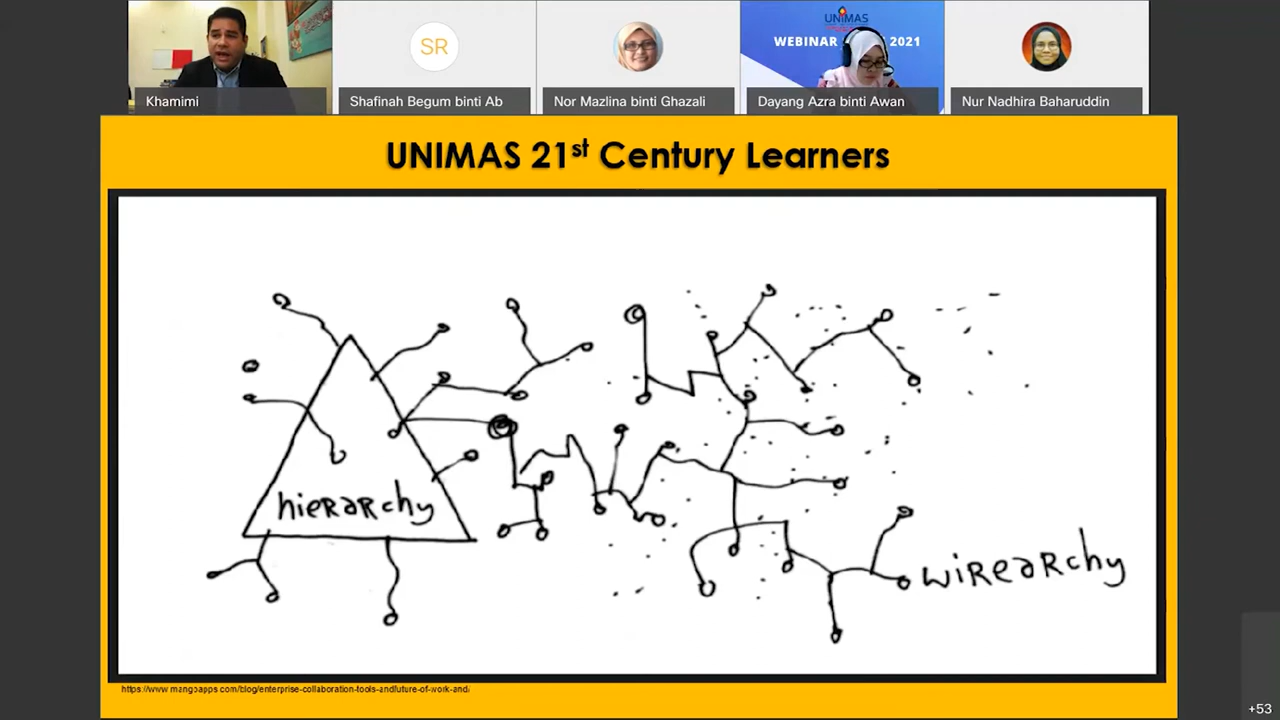 SR
UNIMAS
WEBINAR
2021
Khamimi
Shafinah Begum binti Ab
Nor Mazlina binti Ghazali
Dayang Azra binti Awan
Nur Nadhira Baharuddin
UNIMAS 21st Century Learners
hierarchy
wirearchy
https://www.mangoapps.com/blog/enterprise-collaboration-tools-andfuture-of-work-and/
+53